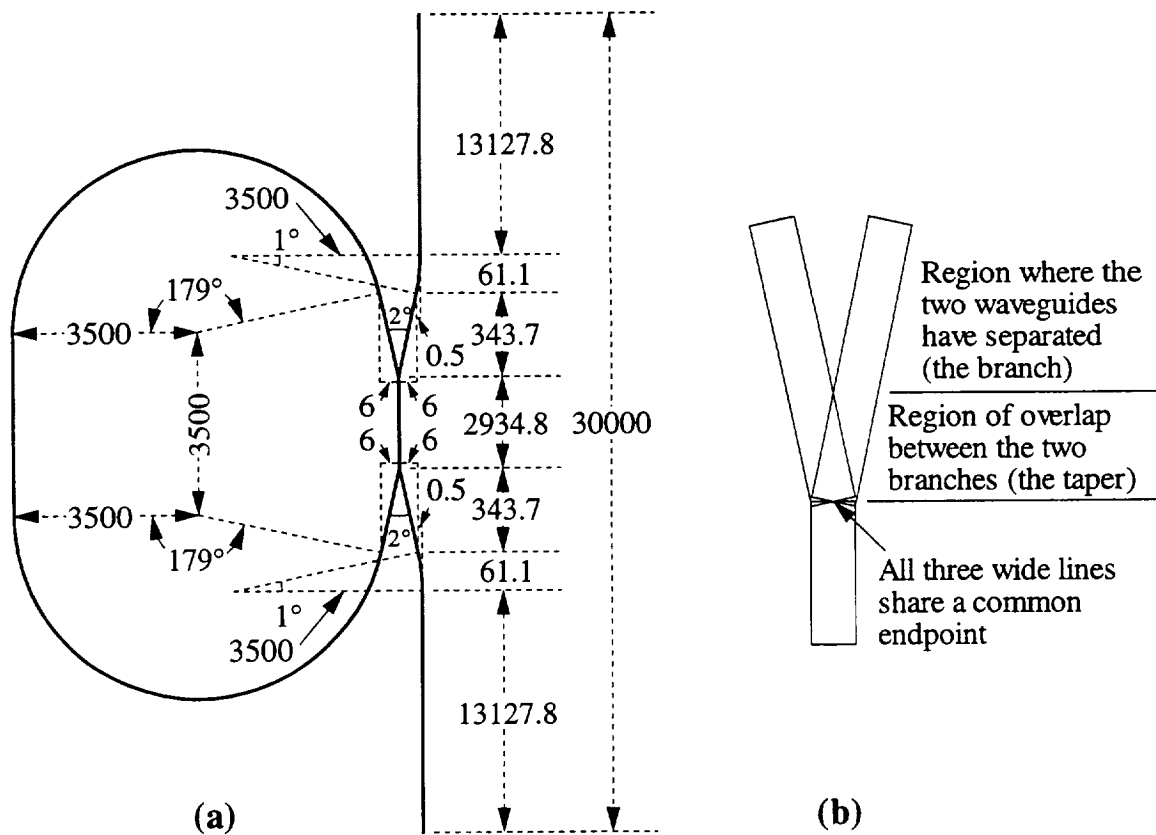 13127.8
3500
1°
61.1
179°
2°
3500
343.7
0.5
6 6
3500
2934.8
30000
6 6
0.5
3500
343.7
2°
179°
61.1
1°
3500
13127.8
(a)
Region where the
two waveguides
have separated
(the branch)
Region of overlap
between the two
branches (the taper)
All three wide lines
share a common
endpoint
(b)